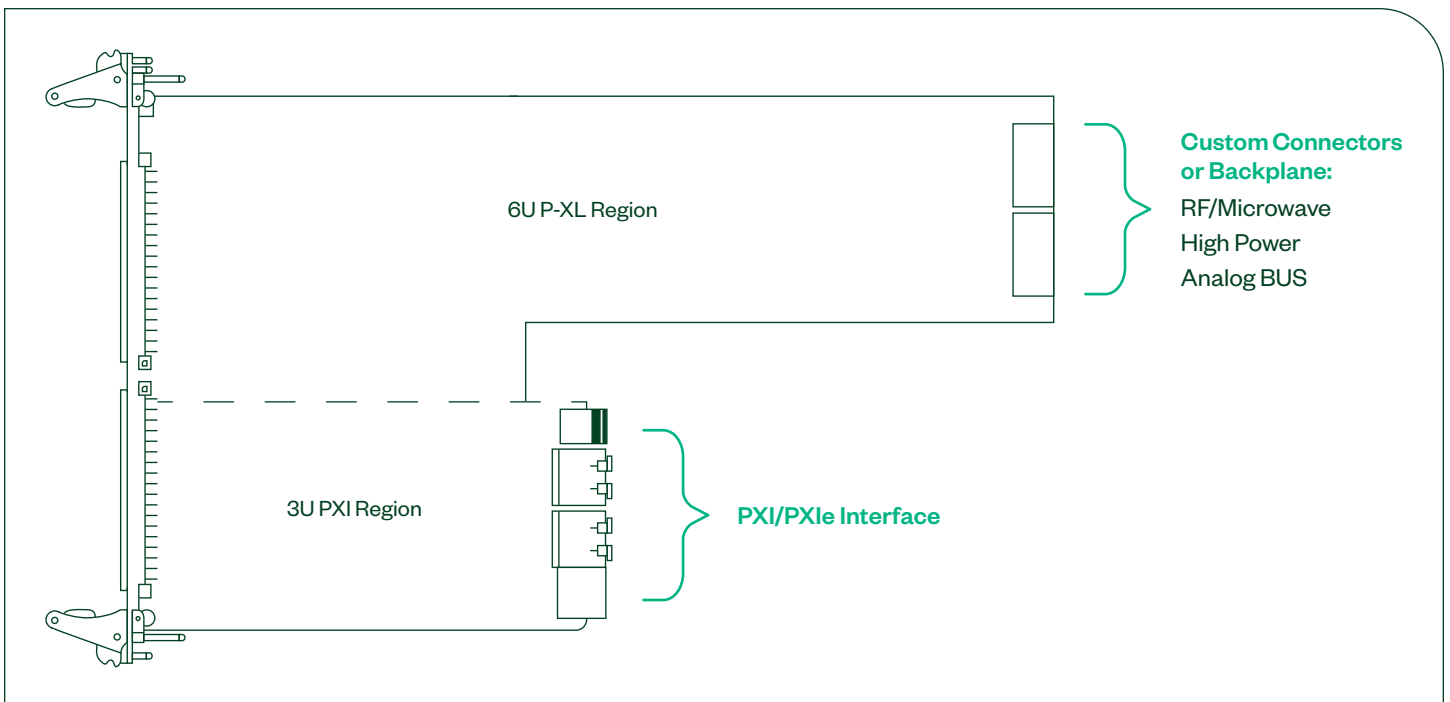 6U P-XL Region
Custom Connectors
or Backplane:
RF/Microwave
High Power
Analog BUS
3U PXI Region
PXI/PXIe Interface